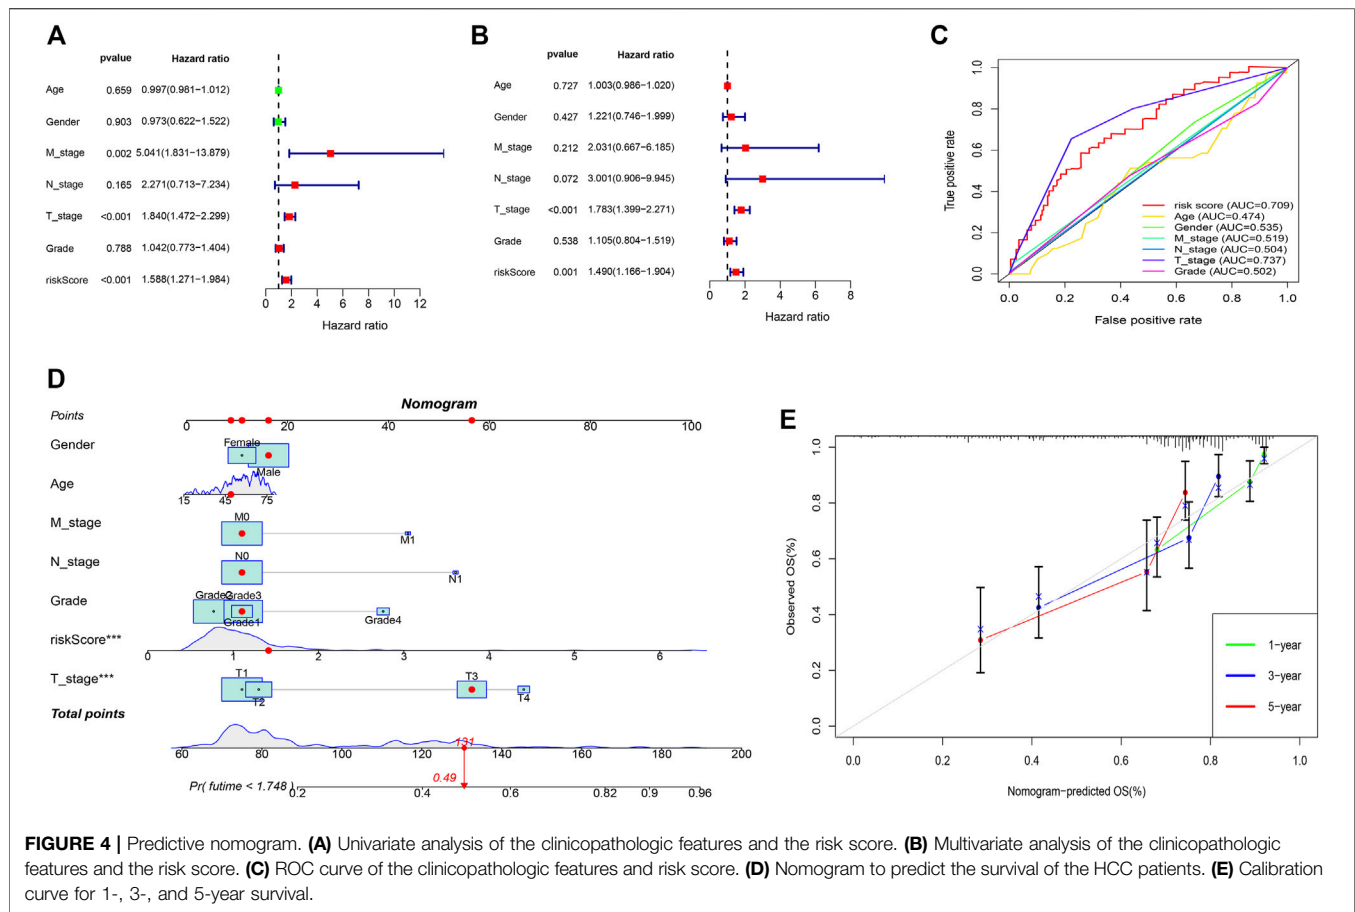 A
pvalue Hazard ratio
Age 0.659 0.997(0.981−1.012)
Gender 0.903 0.973(0.622−1.522)
M_stage 0.002 5.041(1.831−13.879)
N_stage 0.165 2.271(0.713−7.234)
T_stage <0.001 1.840(1.472−2.299)
Grade 0.788 1.042(0.773−1.404)
riskScore <0.001 1.588(1.271−1.984)
0 2 4 6 8 10 12
Hazard ratio
B
pvalue Hazard ratio
Age 0.727 1.003(0.986−1.020)
Gender 0.427 1.221(0.746−1.999)
M_stage 0.212 2.031(0.667−6.185)
N_stage 0.072 3.001(0.906−9.945)
T_stage <0.001 1.783(1.399−2.271)
Grade 0.538 1.105(0.804−1.519)
riskScore 0.001 1.490(1.166−1.904)
0 2 4 6 8
Hazard ratio
C
True positive rate
0.0 0.2 0.4 0.6 0.8 1.0
risk score (AUC=0.709)
Age (AUC=0.474)
Gender (AUC=0.535)
M_stage (AUC=0.519)
N_stage (AUC=0.504)
T_stage (AUC=0.737)
Grade (AUC=0.502)
0.0 0.2 0.4 0.6 0.8 1.0
False positive rate
D
Nomogram
Points
0 20 40 60 80 100
Gender
Female
Male
Age
15 45 75
M_stage
M0
M1
N_stage
N0
N1
Grade
Grade2 Grade3
Grade1
Grade4
riskScore***
0 1 2 3 4 5 6
T_stage***
T1
T2
T3
T4
Total points
131
60 80 100 120 140 160 180 200
0.49
Pr( futime < 1.748 )
0.2 0.4 0.6 0.82 0.9 0.96
E
Observed OS(%)
0.0 0.2 0.4 0.6 0.8 1.0
1−year
3−year
5−year
0.0 0.2 0.4 0.6 0.8 1.0
Nomogram−predicted OS(%)
FIGURE 4 | Predictive nomogram. (A) Univariate analysis of the clinicopathologic features and the risk score. (B) Multivariate analysis of the clinicopathologic
features and the risk score. (C) ROC curve of the clinicopathologic features and risk score. (D) Nomogram to predict the survival of the HCC patients. (E) Calibration
curve for 1-, 3-, and 5-year survival.